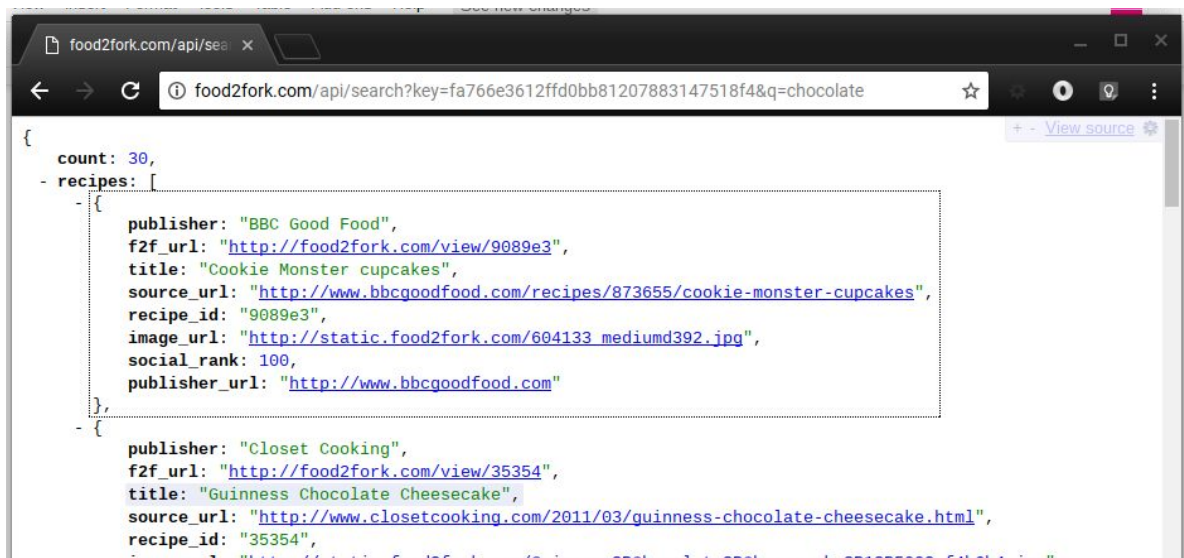 See new changes
food2fork.com/api/sea
food2fork.com/api/search?key=fa766e3612ffd0bb81207883147518f4&q=chocolate
+ - View source
{
count: 30,
- recipes: [
- {
publisher: "BBC Good Food",
f2f_url: "http://food2fork.com/view/9089e3",
title: "Cookie Monster cupcakes",
source_url: "http://www.bbcgoodfood.com/recipes/873655/cookie-monster-cupcakes",
recipe_id: "9089e3",
image_url: "http://static.food2fork.com/604133_mediumd392.jpg",
social_rank: 100,
publisher_url: "http://www.bbcgoodfood.com"
},
- {
publisher: "Closet Cooking",
f2f_url: "http://food2fork.com/view/35354",
title: "Guinness Chocolate Cheesecake",
source_url: "http://www.closetcooking.com/2011/03/guinness-chocolate-cheesecake.html",
recipe_id: "35354",